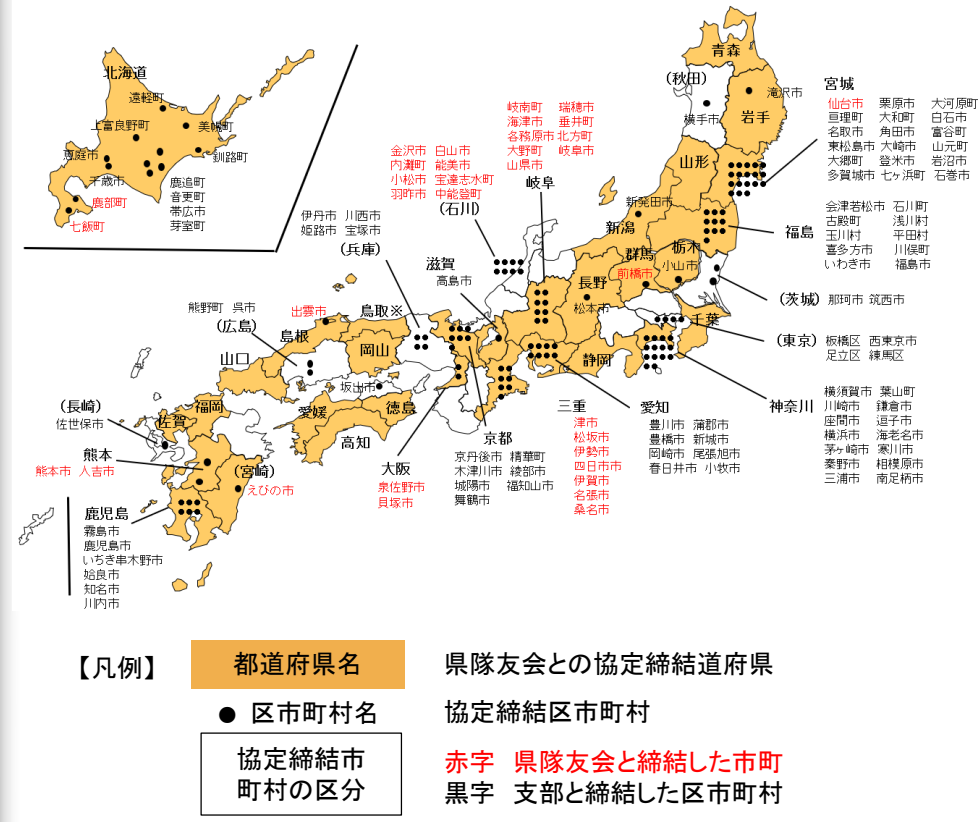 北海道
遠軽町
上富良野町
美幌町
恵庭市
釧路町
千歳市
鹿追町
音更町
帯広市
芽室町
鹿部町
七飯町
青森
(秋田)
横手市
滝沢市
岩手
宮城
仙台市 栗原市 大河原町
亘理町 大和町 白石市
名取市 角田市 富谷町
東松島市 大崎市 山元町
大郷町 登米市 岩沼市
多賀城市 七ヶ浜町 石巻市
山形
福島
会津若松市 石川町
古殿町 浅川村
玉川村 平田村
喜多方市 川俣町
いわき市 福島市
新発田市
新潟
群馬
前橋市
栃木
小山市
(茨城) 那珂市 筑西市
千葉
(東京) 板橋区 西東京市
足立区 練馬区
神奈川
横須賀市 葉山町
川崎市 鎌倉市
座間市 逗子市
横浜市 海老名市
茅ヶ崎市 寒川市
秦野市 相模原市
三浦市 南足柄市
長野
松本市
静岡
岐南町 瑞穂市
海津市 垂井町
各務原市 北方町
大野町 岐阜市
山県市
岐阜
金沢市 白山市
内灘町 能美市
小松市 宝達志水町
羽咋市 中能登町
(石川)
伊丹市 川西市
姫路市 宝塚市
(兵庫)
滋賀
高島市
愛知
豊川市 蒲郡市
豊橋市 新城市
岡崎市 尾張旭市
春日井市 小牧市
三重
津市
松坂市
伊勢市
四日市市
伊賀市
名張市
桑名市
京都
京丹後市 精華町
木津川市 綾部市
城陽市 福知山市
舞鶴市
大阪
泉佐野市
貝塚市
鳥取※
岡山
出雲市
島根
熊野町 呉市
(広島)
山口
坂出市
愛媛
徳島
高知
福岡
佐賀
(長崎)
佐世保市
熊本
熊本市 人吉市
(宮崎)
えびの市
鹿児島
霧島市
鹿児島市
いちき串木野市
姶良市
知名市
川内市
【凡例】
都道府県名 県隊友会との協定締結道府県
● 区市町村名 協定締結区市町村
協定締結市
町村の区分
赤字 県隊友会と締結した市町
黒字 支部と締結した区市町村